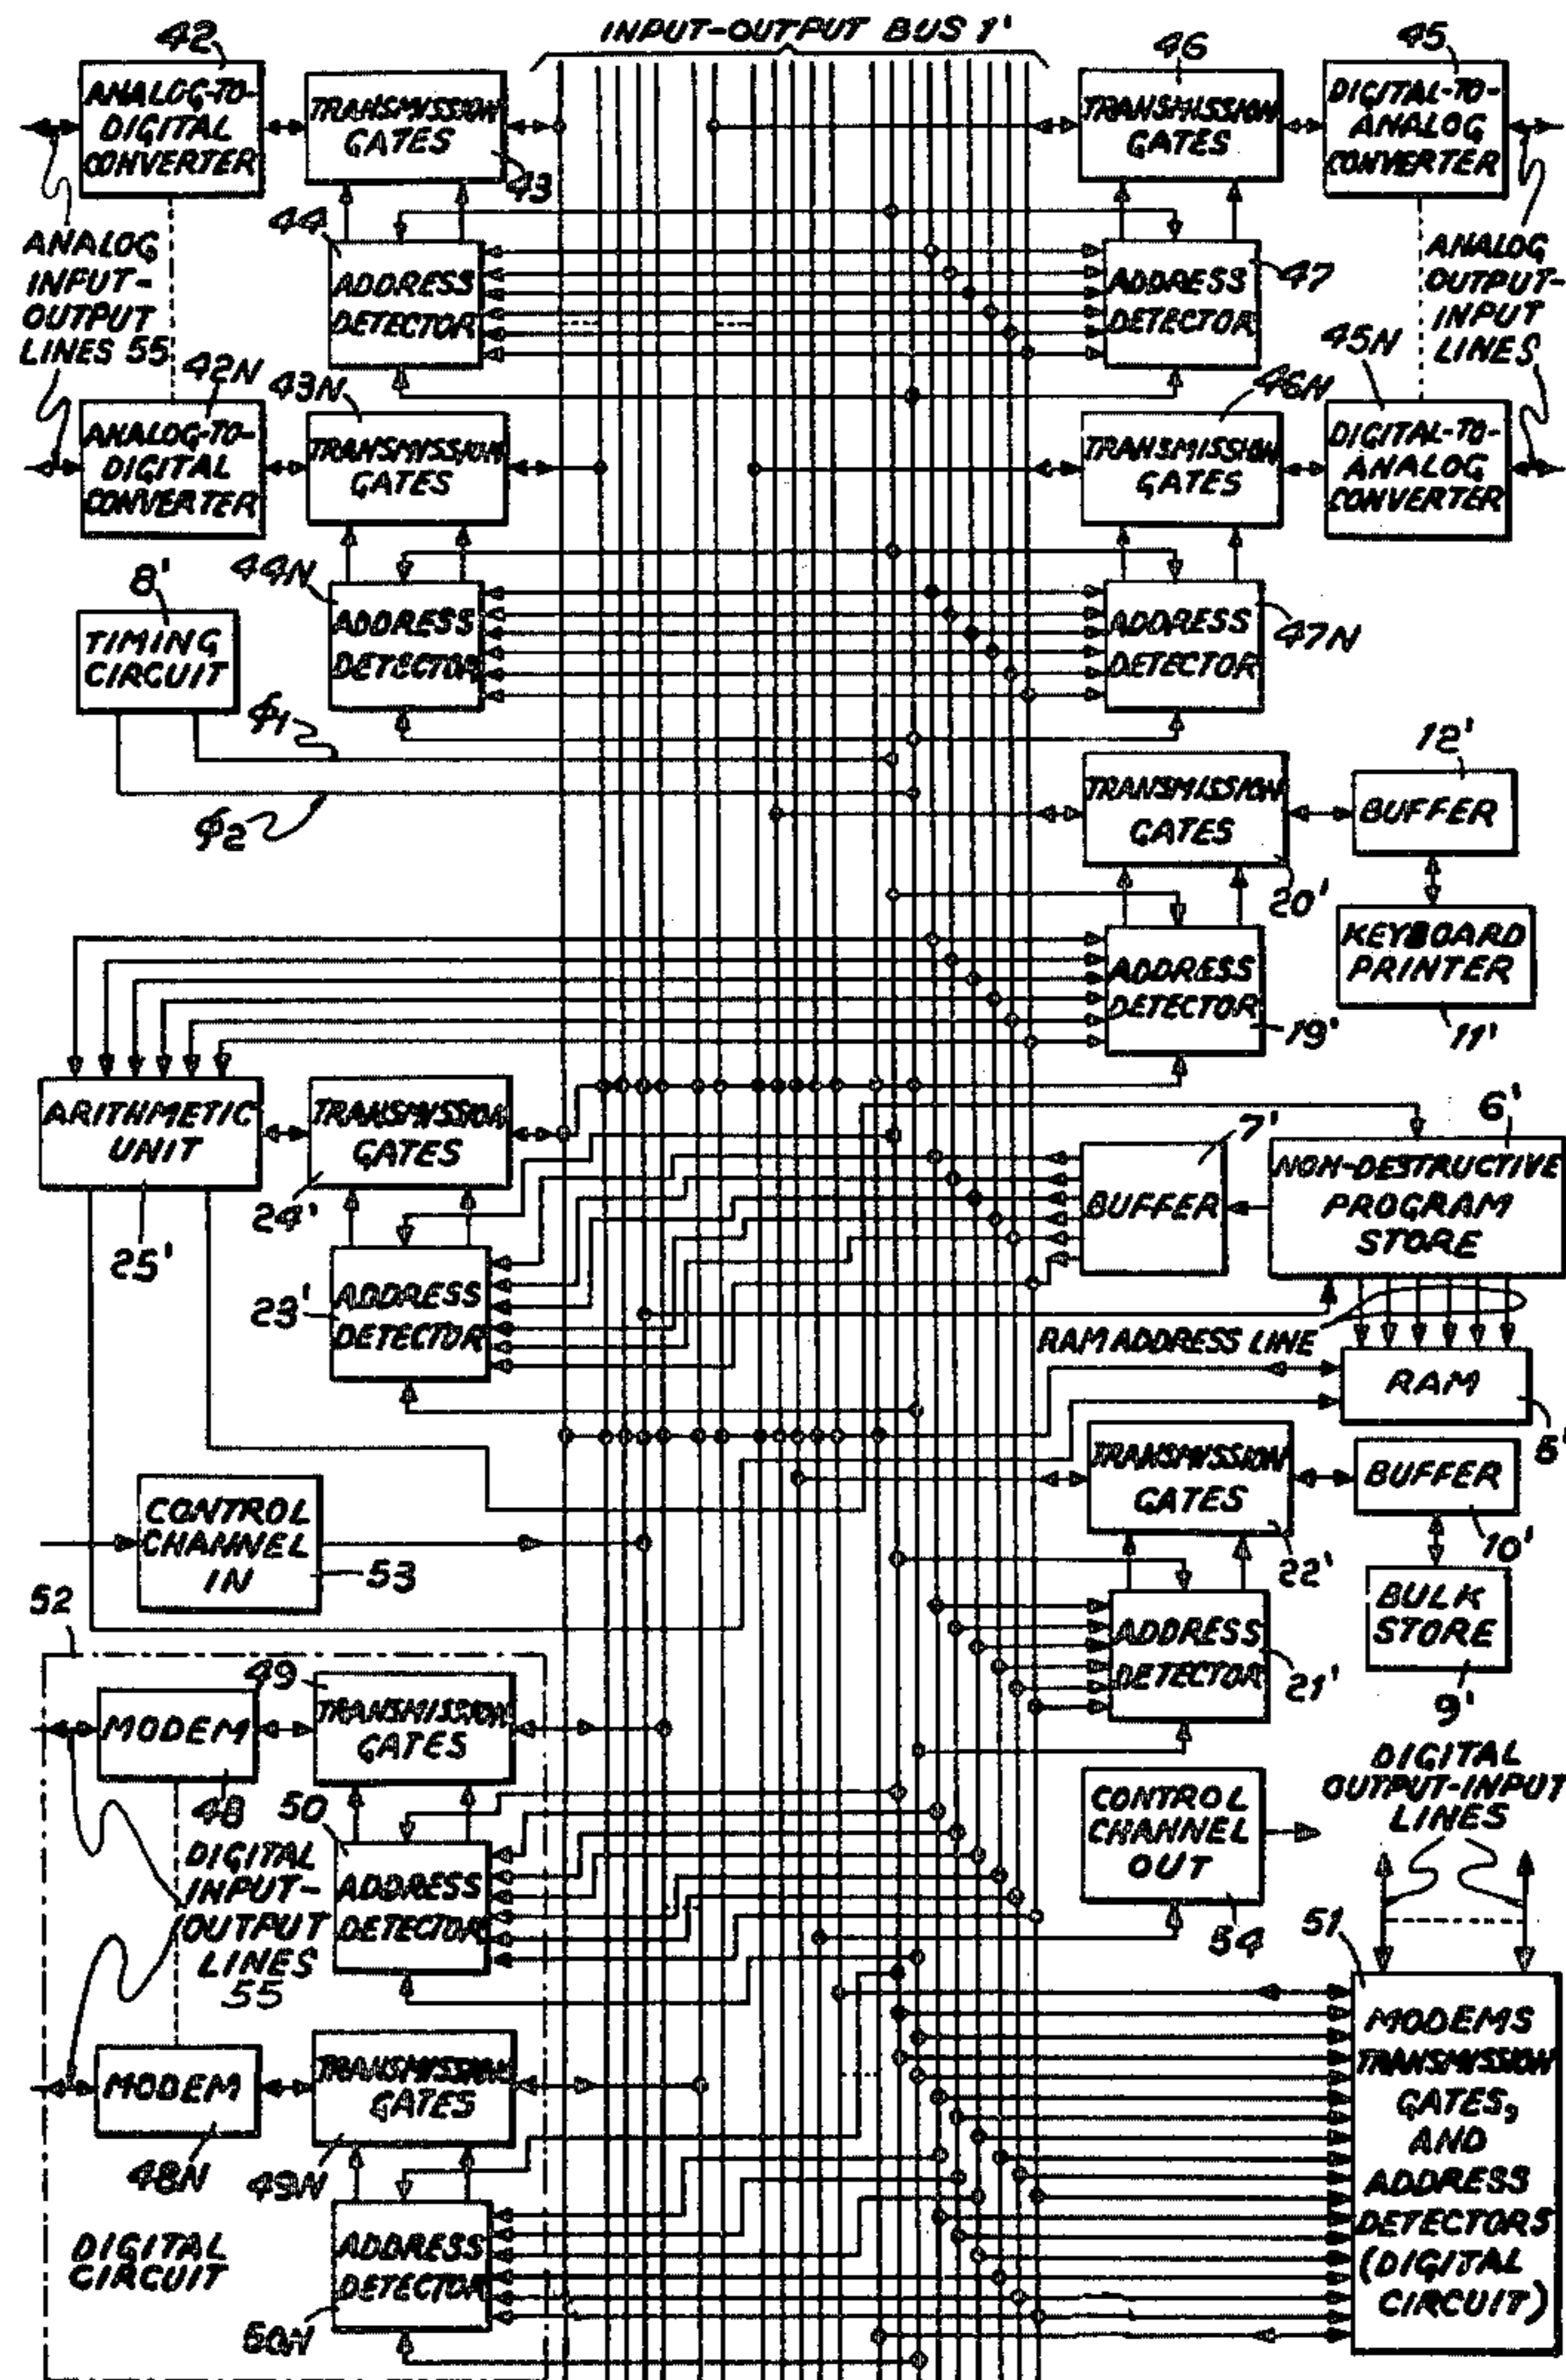 INPUT-OUTPUT BUS 1'
42
ANALOG-TO-
DIGITAL
CONVERTER
TRANSMISSION
GATES
43
46
TRANSMISSION
GATES
45
DIGITAL-TO-
ANALOG
CONVERTER
44
ADDRESS
DETECTOR
ANALOG
INPUT-
OUTPUT
LINES 55
ADDRESS
DETECTOR
47
ANALOG
OUTPUT-
INPUT
LINES
42N
ANALOG-TO-
DIGITAL
CONVERTER
43N
TRANSMISSION
GATES
46N
TRANSMISSION
GATES
45N
DIGITAL-TO-
ANALOG
CONVERTER
44N
ADDRESS
DETECTOR
ADDRESS
DETECTOR
47N
8'
TIMING
CIRCUIT
ϕ1
ϕ2
TRANSMISSION
GATES
20'
12'
BUFFER
ADDRESS
DETECTOR
19'
KEYBOARD
PRINTER
11'
ARITHMETIC
UNIT
25'
TRANSMISSION
GATES
24'
7'
BUFFER
6'
NON-DESTRUCTIVE
PROGRAM
STORE
23'
ADDRESS
DETECTOR
RAM ADDRESS LINE
RAM
5'
TRANSMISSION
GATES
22'
BUFFER
10'
CONTROL
CHANNEL
IN
53
ADDRESS
DETECTOR
21'
BULK
STORE
9'
52
MODEM
48
49
TRANSMISSION
GATES
50
ADDRESS
DETECTOR
DIGITAL
INPUT-
OUTPUT
LINES
55
CONTROL
CHANNEL
OUT
54
DIGITAL
OUTPUT-INPUT
LINES
51
MODEMS
TRANSMISSION
GATES,
AND
ADDRESS
DETECTORS
(DIGITAL
CIRCUIT)
MODEM
48N
TRANSMISSION
GATES
49N
ADDRESS
DETECTOR
50N
DIGITAL
CIRCUIT